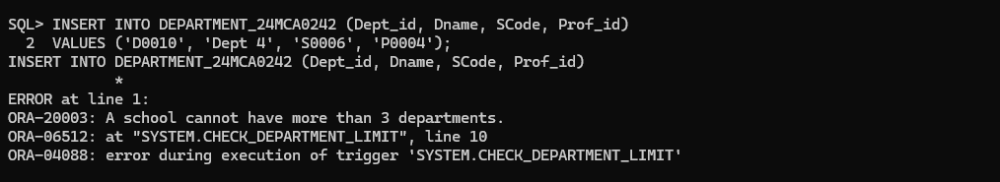 SQL> INSERT INTO DEPARTMENT_24MCA0242 (Dept_id, Dname, SCode, Prof_id)
  2  VALUES ('D0010', 'Dept 4', 'S0006', 'P0004');
INSERT INTO DEPARTMENT_24MCA0242 (Dept_id, Dname, SCode, Prof_id)
            *
ERROR at line 1:
ORA-20003: A school cannot have more than 3 departments.
ORA-06512: at "SYSTEM.CHECK_DEPARTMENT_LIMIT", line 10
ORA-04088: error during execution of trigger 'SYSTEM.CHECK_DEPARTMENT_LIMIT'